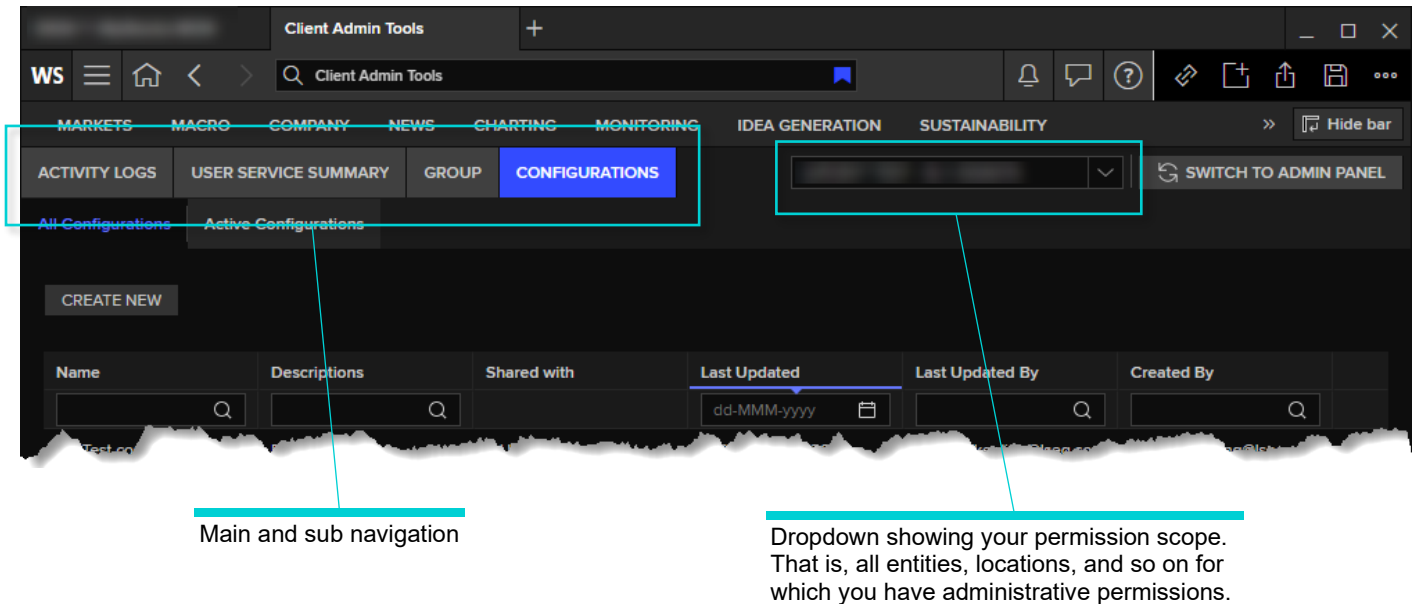 Client Admin Tools
WS Client Admin Tools
MARKETS MACRO COMPANY NEWS CHARTING MONITORING IDEA GENERATION SUSTAINABILITY Hide bar
ACTIVITY LOGS USER SERVICE SUMMARY GROUP CONFIGURATIONS SWITCH TO ADMIN PANEL
All Configurations Active Configurations
CREATE NEW
Name Descriptions Shared with Last Updated Last Updated By Created By
dd-MMM-yyyy
Main and sub navigation
Dropdown showing your permission scope.
That is, all entities, locations, and so on for
which you have administrative permissions.